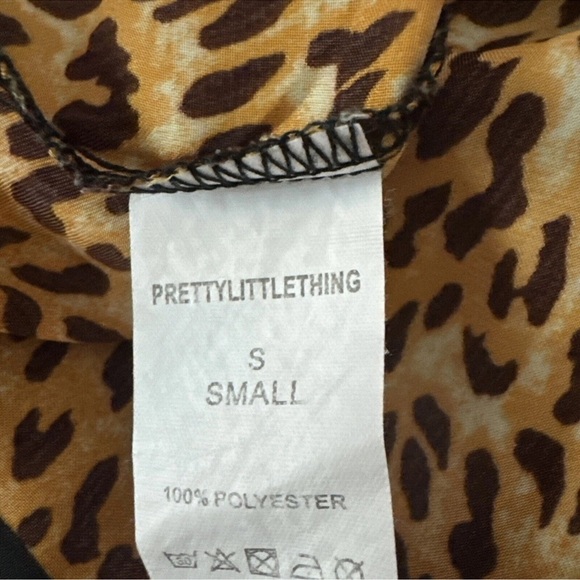 PRETTYLITTLETHING
S
SMALL
100% POLYESTER